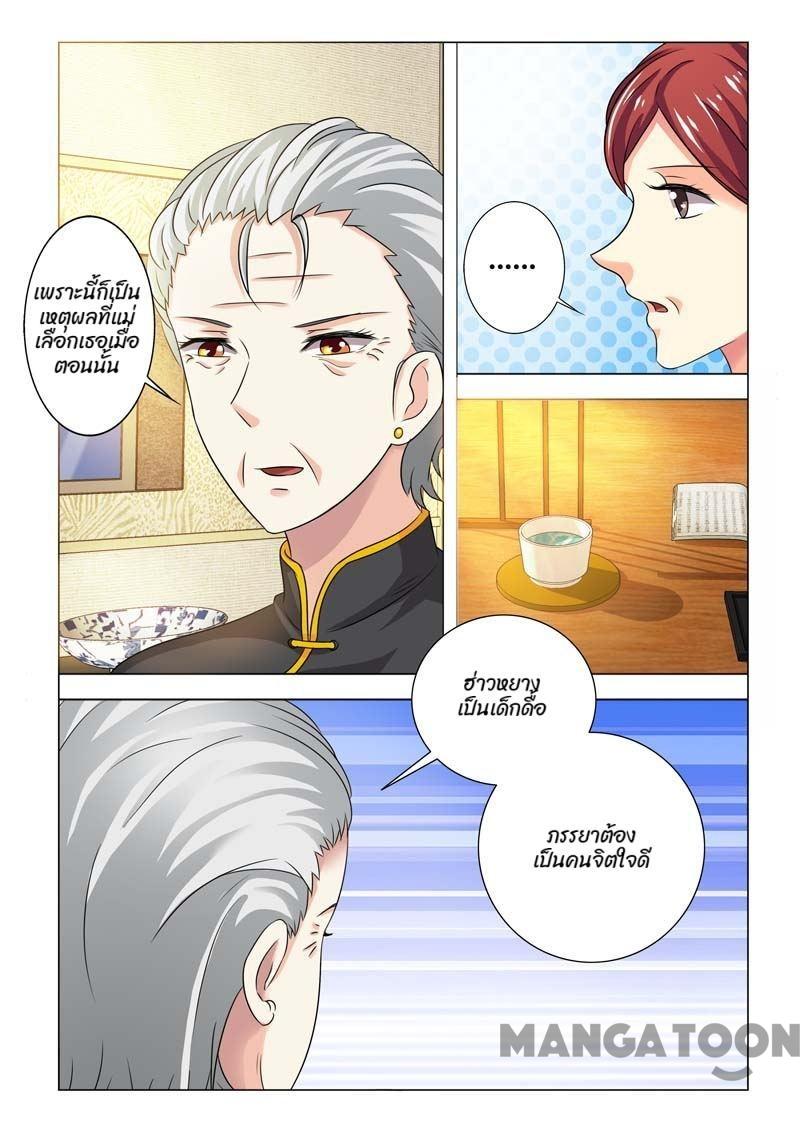 เพราะนี้ก็เป็น
เหตุผลที่แม่
เลือกเธอเมื่อ
ตอนนั้น
......
ฮ่าวหยาง
เป็นเด็กดื้อ
ภรรยาต้อง
เป็นคนจิตใจดี
MANGATOON